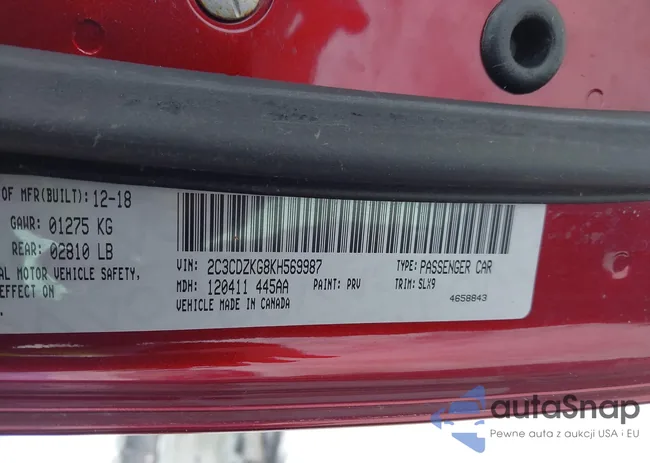 OF MFR(BUILT): 12-18
GAWR: 01275 KG
REAR: 02810 LB
AL MOTOR VEHICLE SAFETY,
EFFECT ON
VIN: 2C3CDZKG8KH569987
TYPE: PASSENGER CAR
MDH: 120411 445AA
PAINT: PRV
TRIM: SLX9
VEHICLE MADE IN CANADA
4658843
autoSnap
Pewne auta z aukcji USA i EU